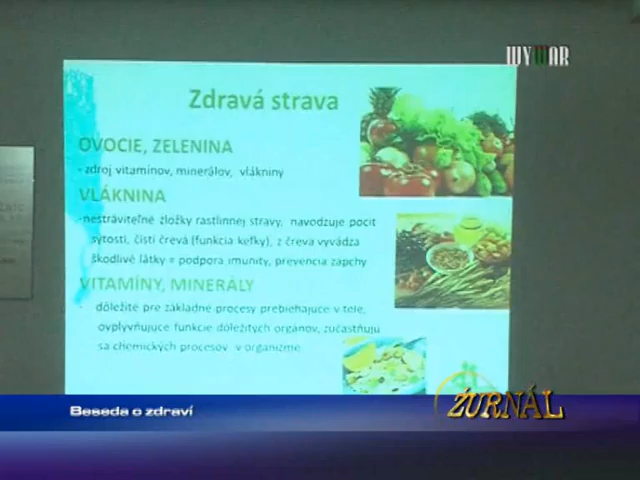 WYWAR
Zdravá strava
OVOCIE, ZELENINA
- zdroj vitamínov, minerálov, vlákniny
VLÁKNINA
-nestráviteľné zložky rastlinnej stravy, navodzuje pocit
sýtosti, čistí črevá (funkcia kefky), z čreva vyvádza
škodlivé látky = podpora imunity, prevencia zápchy
VITAMÍNY, MINERÁLY
- dôležité pre základné procesy prebiehajúce v tele,
ovplyvňujúce funkcie dôležitých orgánov, zúčastňujú
sa chemických procesov v organizme
Beseda o zdraví
ŽURNÁL